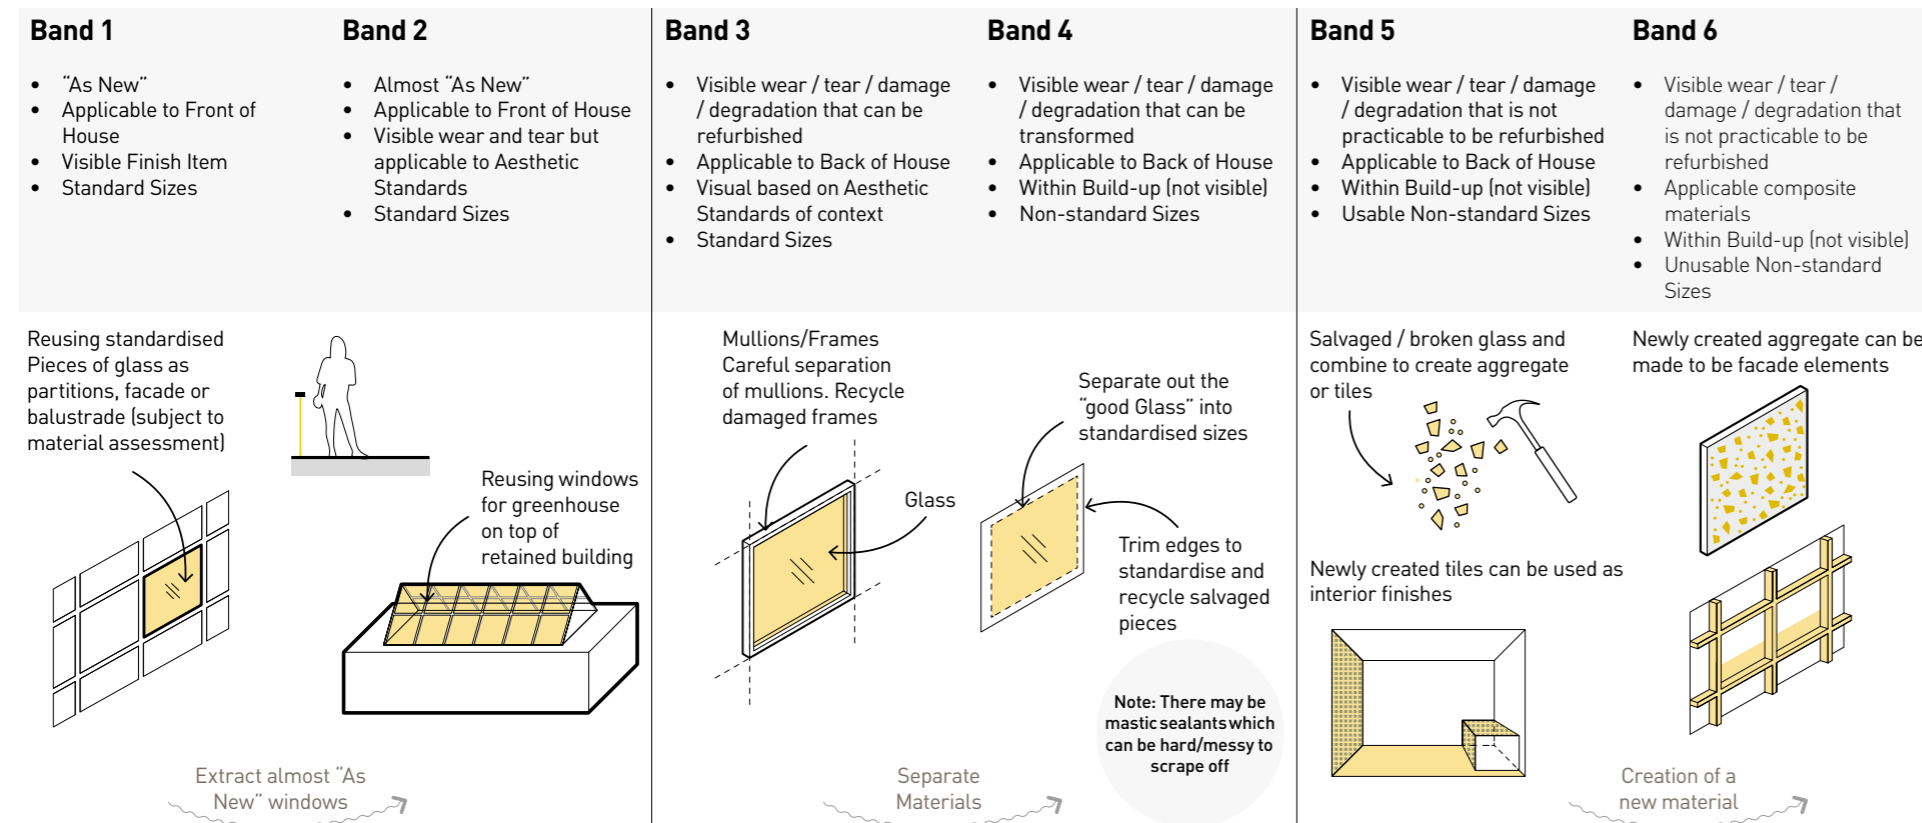 Band 1
• "As New"
• Applicable to Front of
House
• Visible Finish Item
• Standard Sizes
Band 2
• Almost "As New"
• Applicable to Front of House
• Visible wear and tear but
applicable to Aesthetic
Standards
• Standard Sizes
Band 3
• Visible wear / tear / damage
/ degradation that can be
refurbished
• Applicable to Back of House
• Visual based on Aesthetic
Standards of context
• Standard Sizes
Band 4
• Visible wear / tear / damage
/ degradation that can be
transformed
• Applicable to Back of House
• Within Build-up (not visible)
• Non-standard Sizes
Band 5
• Visible wear / tear / damage
/ degradation that is not
practicable to be refurbished
• Applicable to Back of House
• Within Build-up (not visible)
• Usable Non-standard Sizes
Band 6
• Visible wear / tear /
damage / degradation that
is not practicable to be
refurbished
• Applicable composite
materials
• Within Build-up (not visible)
• Unusable Non-standard
Sizes
Reusing standardised
Pieces of glass as
partitions, facade or
balustrade (subject to
material assessment)
Reusing windows
for greenhouse
on top of
retained building
Extract almost "As
New" windows
Mullions/Frames
Careful separation
of mullions. Recycle
damaged frames
Glass
Separate out the
"good Glass" into
standardised sizes
Trim edges to
standardise and
recycle salvaged
pieces
Note: There may be
mastic sealants which
can be hard/messy to
scrape off
Separate
Materials
Salvaged / broken glass and
combine to create aggregate
or tiles
Newly created tiles can be used as
interior finishes
Newly created aggregate can be
made to be facade elements
Creation of a
new material